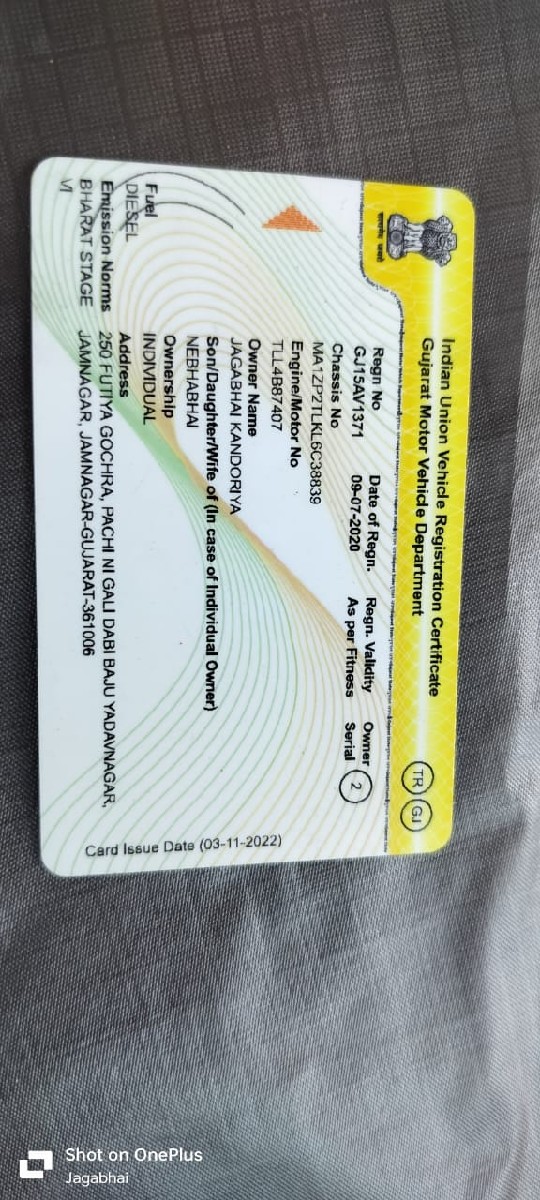 Indian Union Vehicle Registration Certificate
Gujarat Motor Vehicle Department
TR GJ
सत्यमेव जयते
Regn No Date of Regn. Regn. Validity Owner
GJ15AV1371 09-07-2020 As per Fitness Serial 2
Chassis No
MA1ZP2TLKL6C38839
Engine/Motor No
TLL4B87407
Owner Name
JAGABHAI KANDORIYA
Son/Daughter/Wife of (In case of Individual Owner)
NEBHABHAI
Ownership
INDIVIDUAL
Fuel
DIESEL
Emission Norms
BHARAT STAGE
VI
Address
250 FUTIYA GOCHRA, PACHI NI GALI DABI BAJU YADAVNAGAR,
JAMNAGAR, JAMNAGAR-GUJARAT-361006
Card Issue Date (03-11-2022)
Shot on OnePlus
Jagabhai